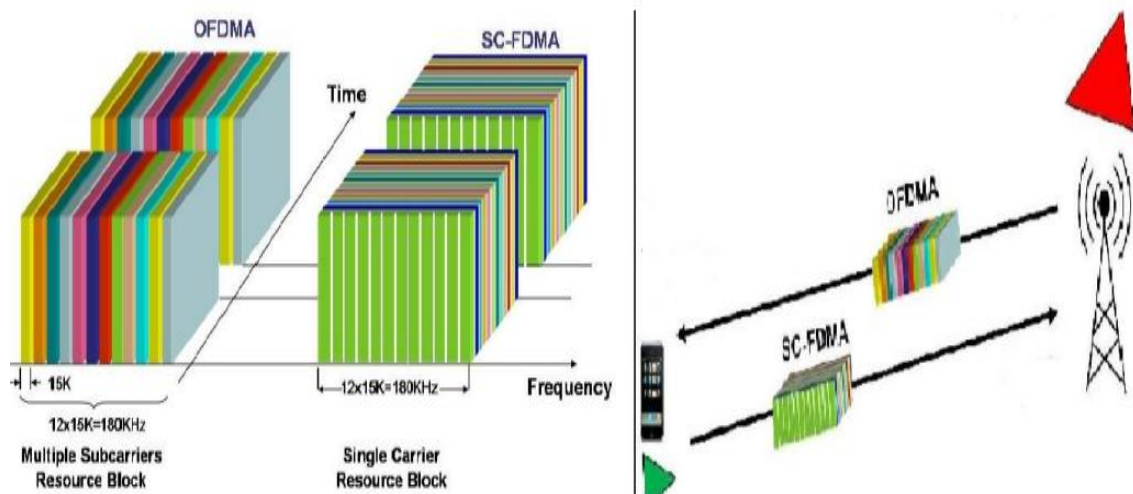 OFDMA
SC-FDMA
Time
15K
12x15K=180KHz
12x15K=180KHz
Frequency
Multiple Subcarriers
Resource Block
Single Carrier
Resource Block
OFDMA
SC-FDMA